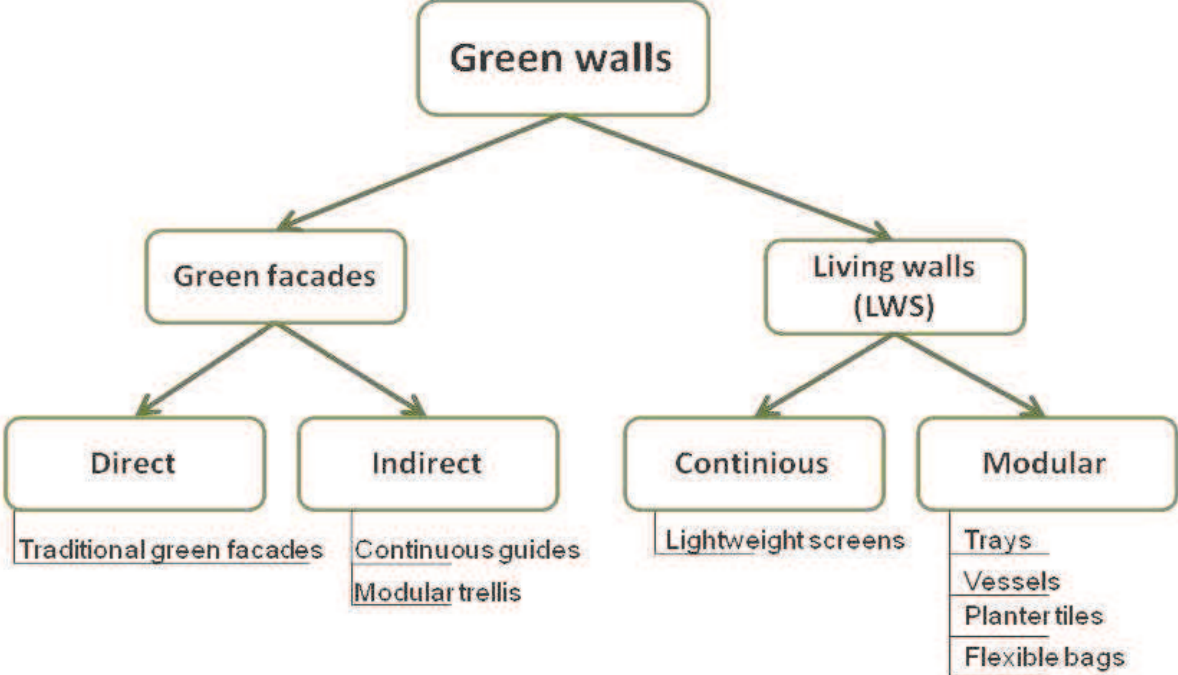 Green walls
Green facades
Living walls
(LWS)
Direct
Indirect
Continious
Modular
Traditional green facades
Continuous guides
Modular trellis
Lightweight screens
Trays
Vessels
Planter tiles
Flexible bags